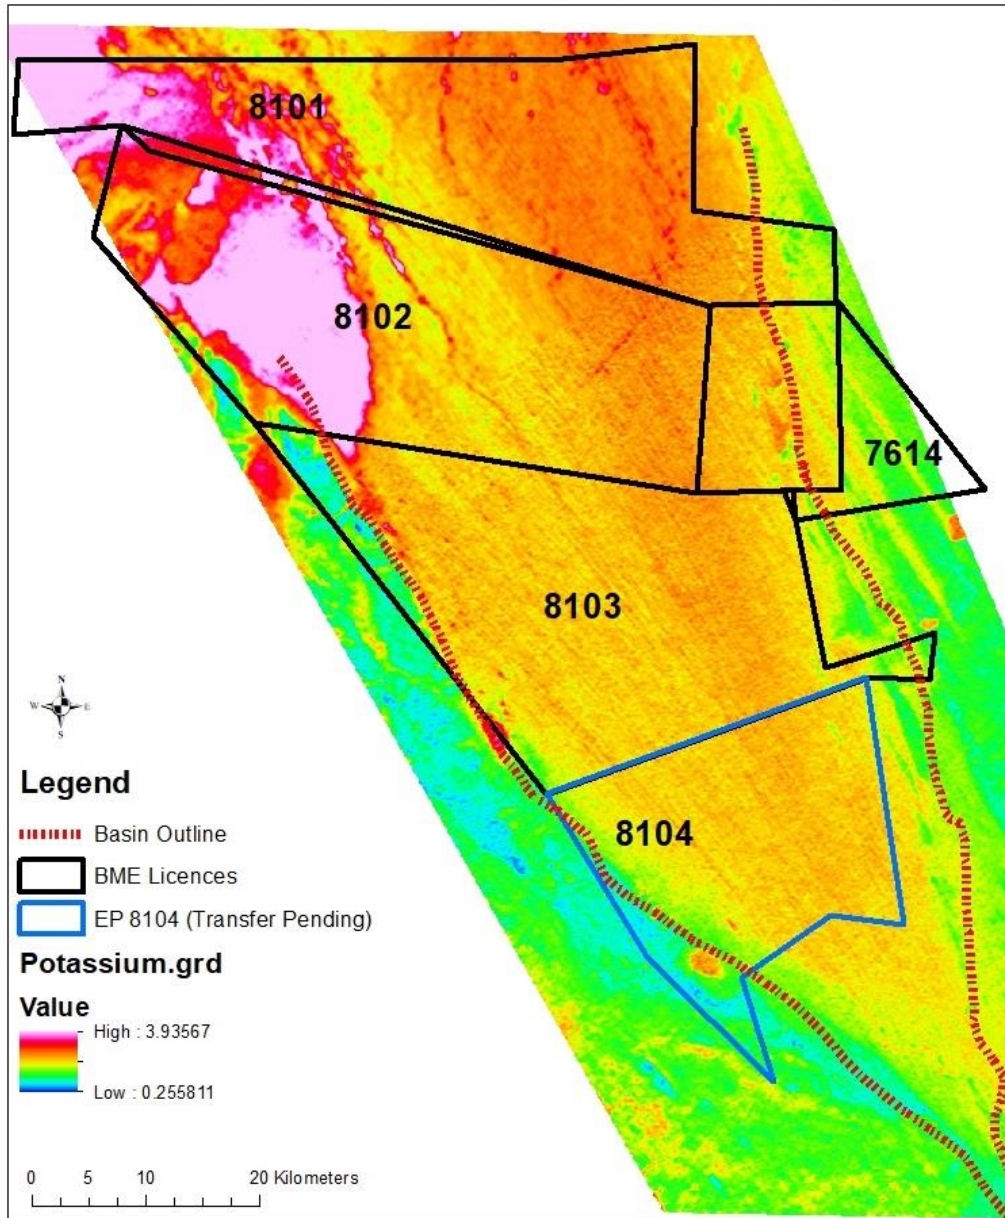 8101
8102
7614
8103
8104
N
W E
S
Legend
Basin Outline
BME Licences
EP 8104 (Transfer Pending)
Potassium.grd
Value
High : 3.93567
Low : 0.255811
0 5 10 20 Kilometers